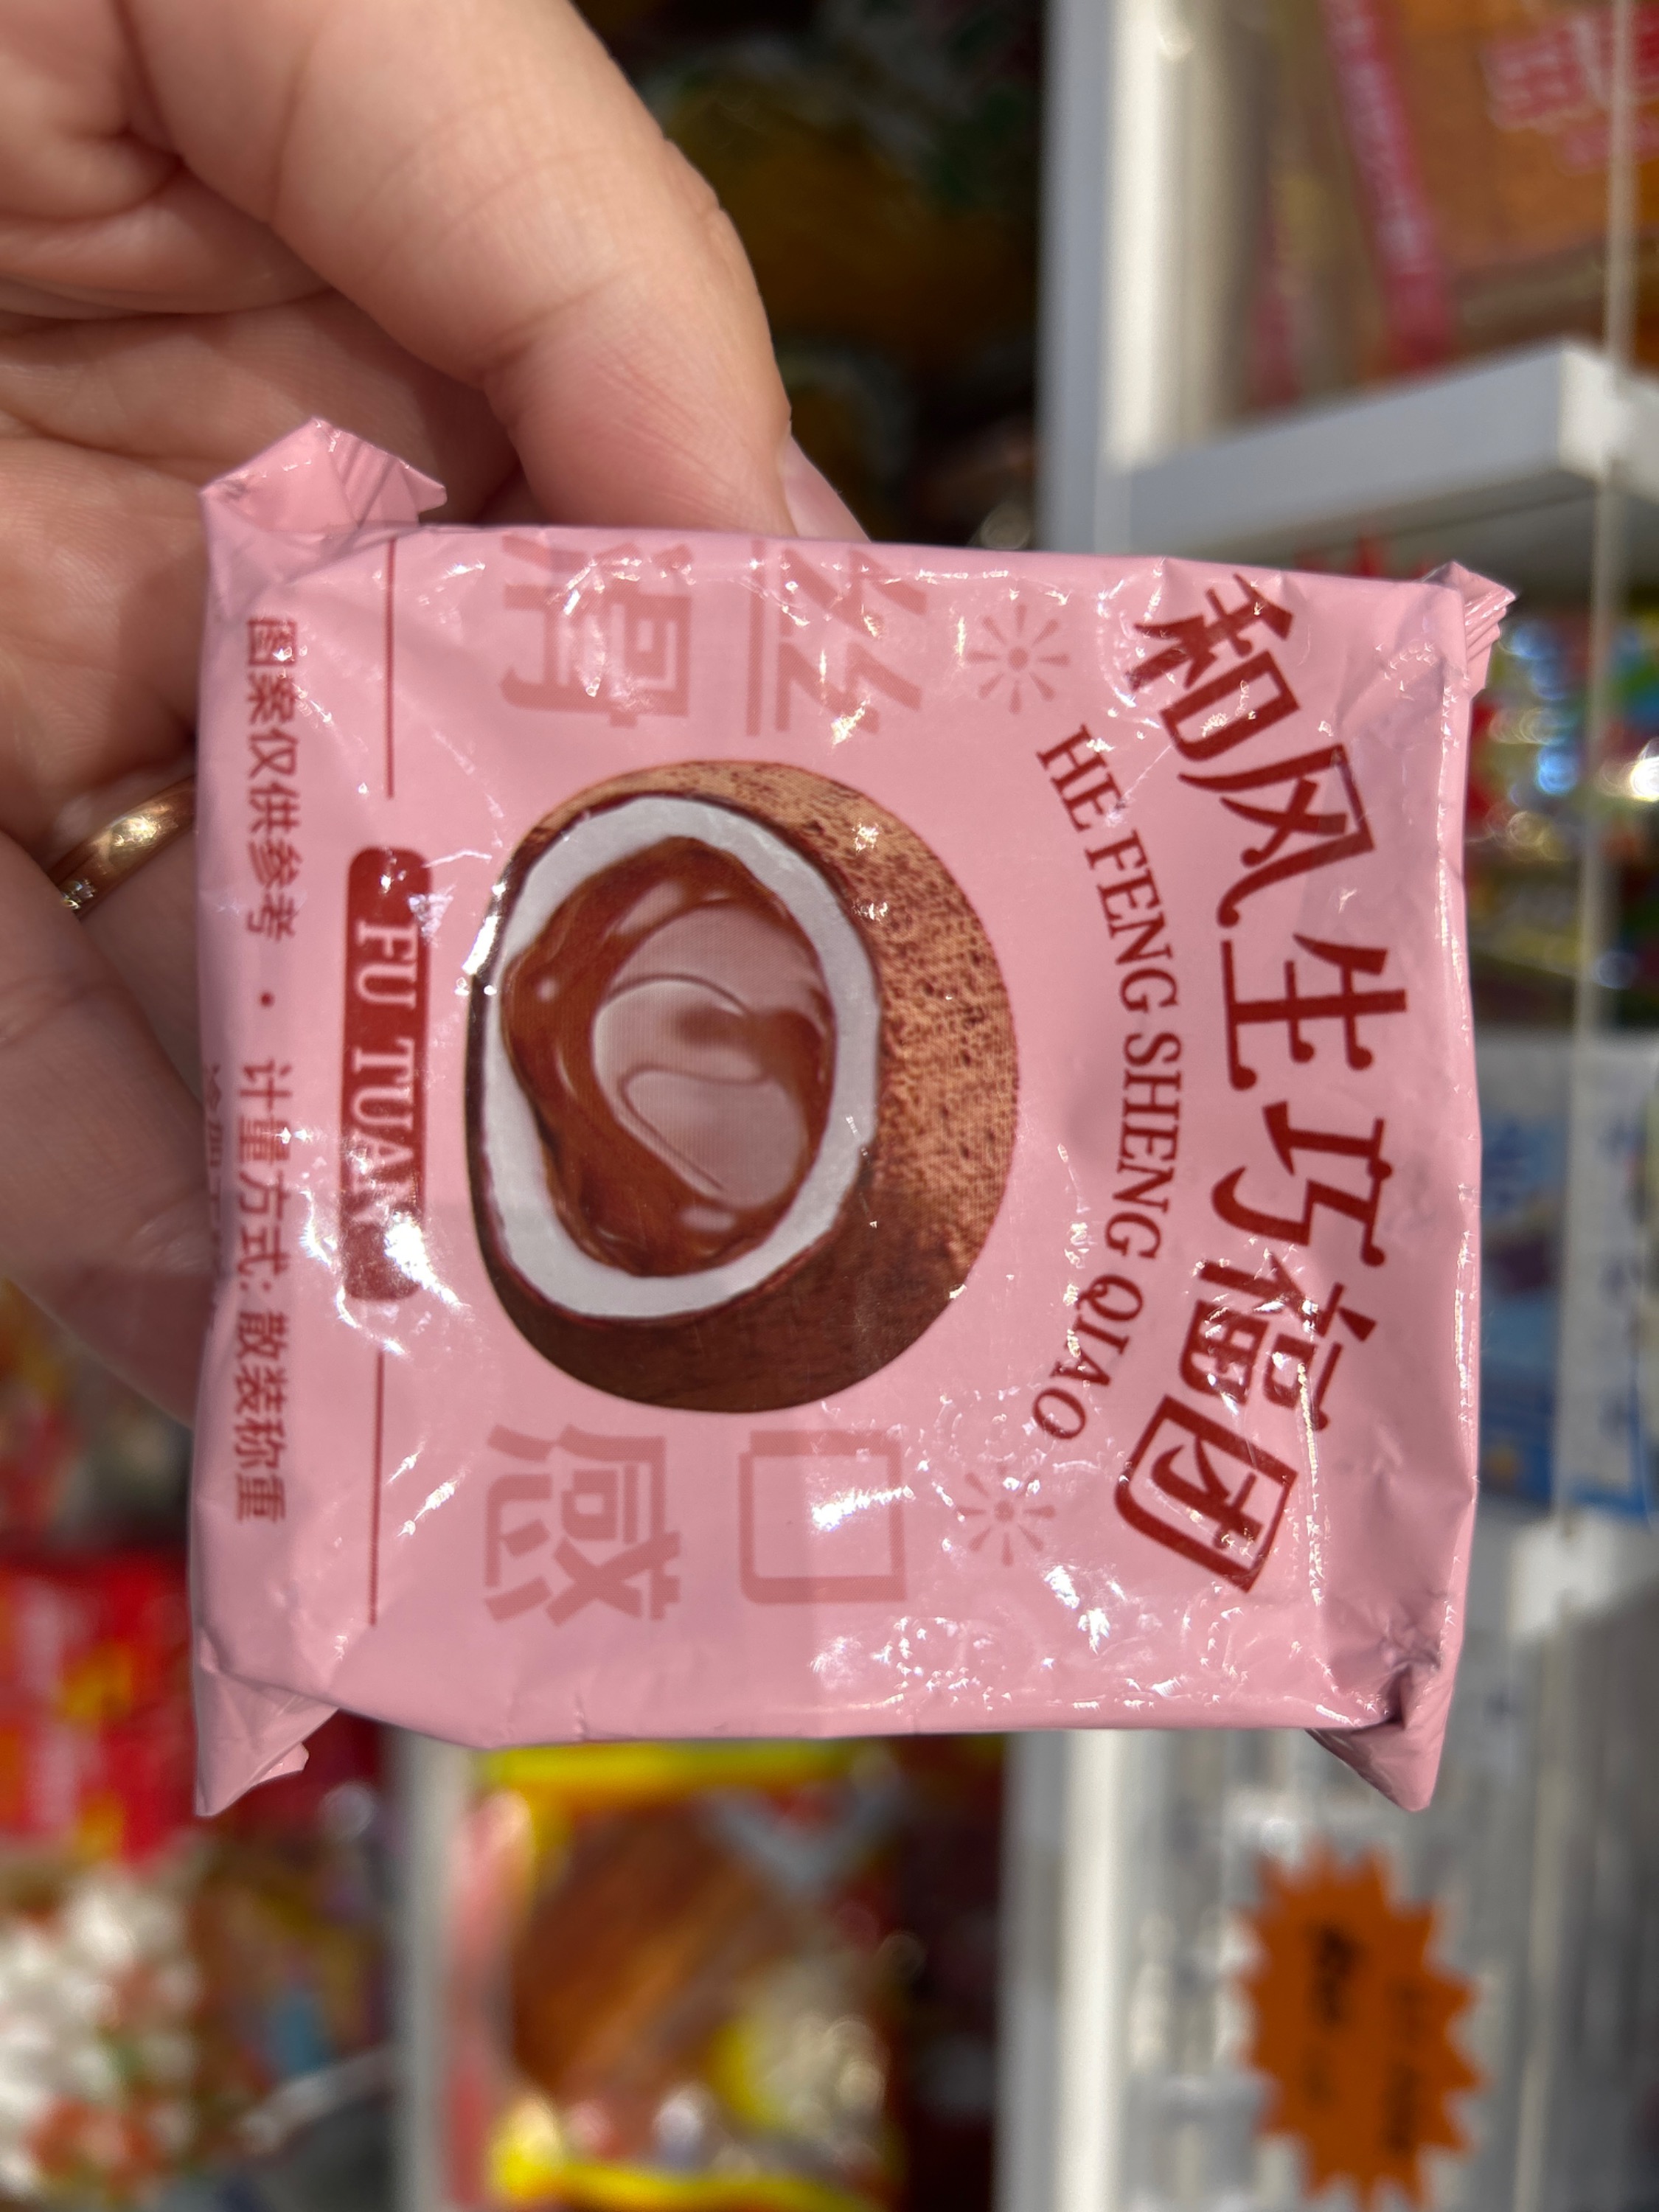 和风生巧福团
HE FENG SHENG QIAO
丝滑
口感
FU TUAN
图案仅供参考 · 计量方式:散装称重